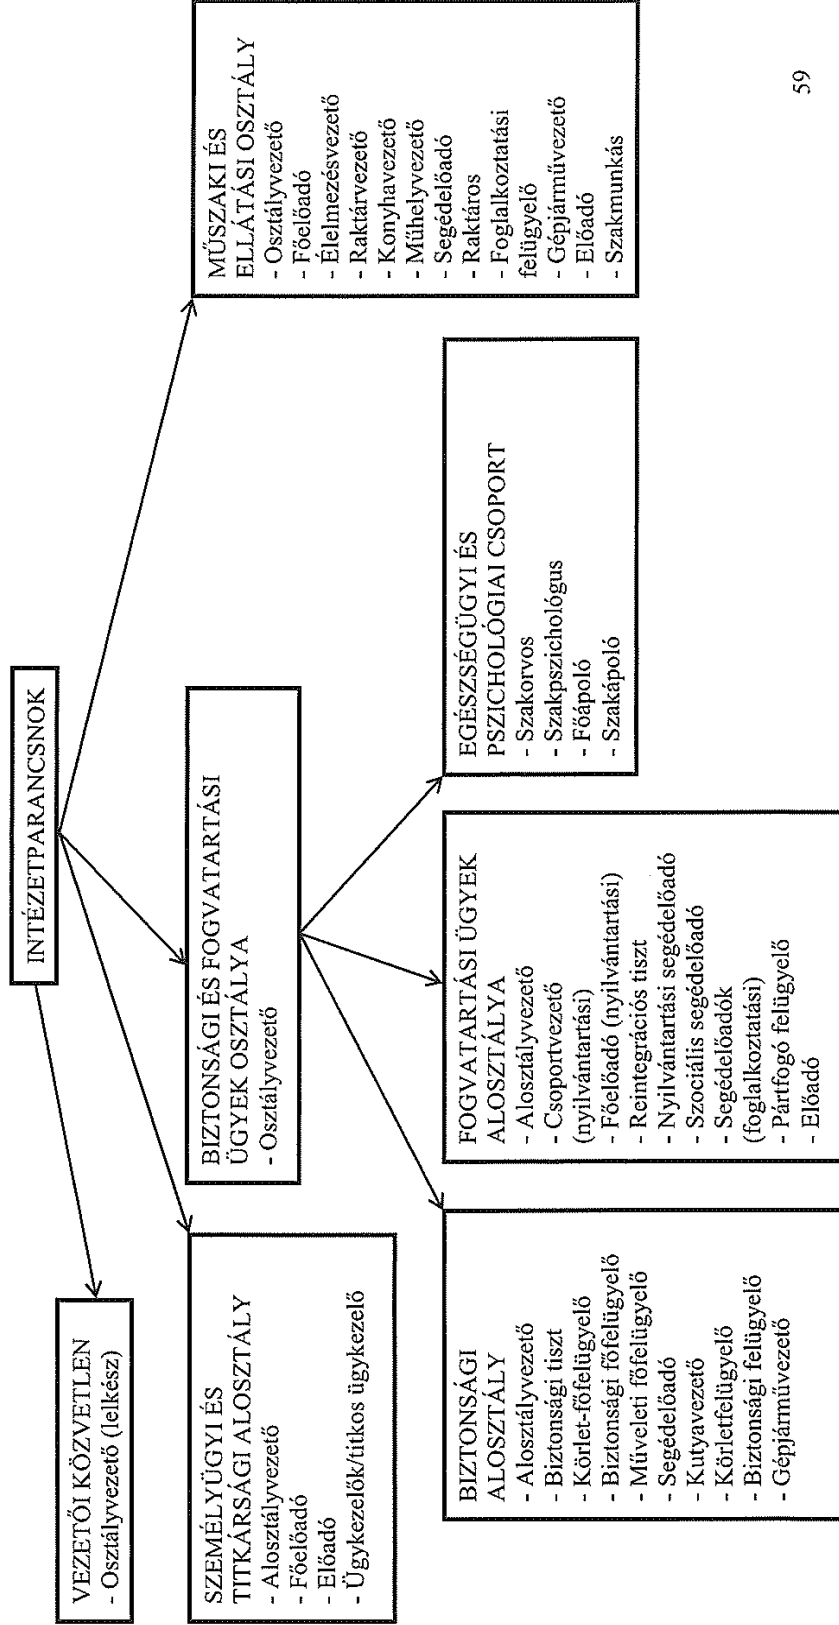 INTÉZETPARANCSNOK
VEZETŐI KÖZVETLEN
- Osztályvezető (lelkész)
SZEMÉLYÜGYI ÉS
TITKÁRSÁGI ALOSZTÁLY
- Alosztályvezető
- Főelőadó
- Előadó
- Ügykezelők/titkos ügykezelő
BIZTONSÁGI ÉS FOGVATARTÁSI
ÜGYEK OSZTÁLYA
- Osztályvezető
MŰSZAKI ÉS
ELLÁTÁSI OSZTÁLY
- Osztályvezető
- Főelőadó
- Élelmezésvezető
- Raktárvezető
- Konyhavezető
- Műhelyvezető
- Segédelőadó
- Raktáros
- Foglalkoztatási
felügyelő
- Gépjárművezető
- Előadó
- Szakmunkás
BIZTONSÁGI
ALOSZTÁLY
- Alosztályvezető
- Biztonsági tiszt
- Körlet-főfelügyelő
- Biztonsági főfelügyelő
- Műveleti főfelügyelő
- Segédelőadó
- Kutyavezető
- Körletfelügyelő
- Biztonsági felügyelő
- Gépjárművezető
FOGVATARTÁSI ÜGYEK
ALOSZTÁLYA
- Alosztályvezető
- Csoportvezető
(nyilvántartási)
- Főelőadó (nyilvántartási)
- Reintegrációs tiszt
- Nyilvántartási segédelőadó
- Szociális segédelőadó
- Segédelőadók
(foglalkoztatási)
- Pártfogó felügyelő
- Előadó
EGÉSZSÉGÜGYI ÉS
PSZICHOLÓGIAI CSOPORT
- Szakorvos
- Szakpszichológus
- Főápoló
- Szakápoló
59